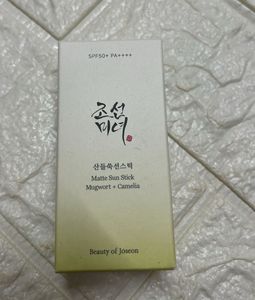 SPF50+ PA++++
조선
미녀
산들쑥선스틱
Matte Sun Stick
Mugwort + Camelia
Beauty of Joseon